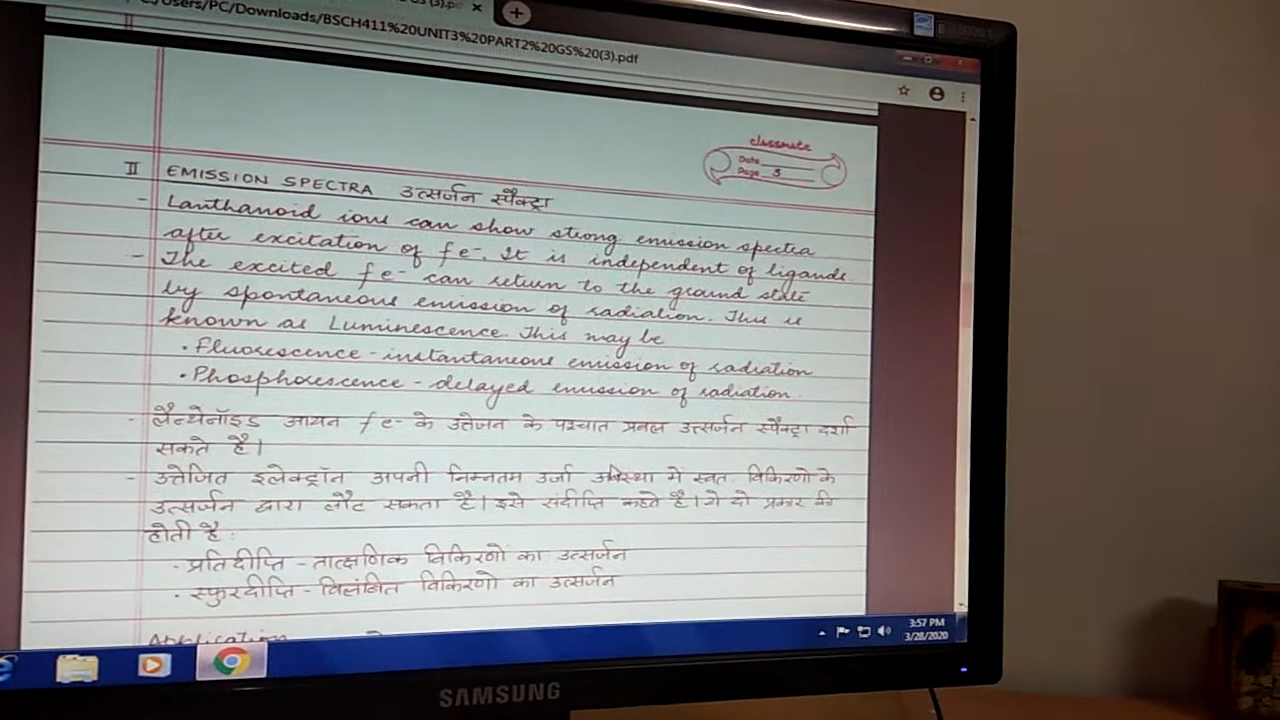 /Users/PC/Downloads/BSCH411%20UNIT3%20PART2%20GS%20(3).pdf
classmate
Date
Page 5
II EMISSION SPECTRA उत्सर्जन स्पैक्ट्रा
- Lanthanoid ions can show strong emission spectra
after excitation of f e-. It is independent of ligands
- The excited f e- can return to the ground state
by spontaneous emission of radiation. This is
known as Luminescence. This may be
• Fluorescence - instantaneous emission of radiation
• Phosphorescence - delayed emission of radiation.
- लैन्थेनॉइड आयन f e- के उत्तेजन के पश्चात प्रबल उत्सर्जन स्पैक्ट्रा दर्शा
सकते है।
- उत्तेजित इलेक्ट्रॉन अपनी निम्नतम उर्जा अवस्था में स्वत विकिरणो के
उत्सर्जन द्वारा लौट सकता है। इसे संदीप्ति कहते है। ये दो प्रकार की
होती है:
• प्रतिदीप्ति - तात्क्षणिक विकिरणो का उत्सर्जन
• स्फुरदीप्ति - विलंबित विकिरणो का उत्सर्जन
Application
3:57 PM
3/28/2020
SAMSUNG